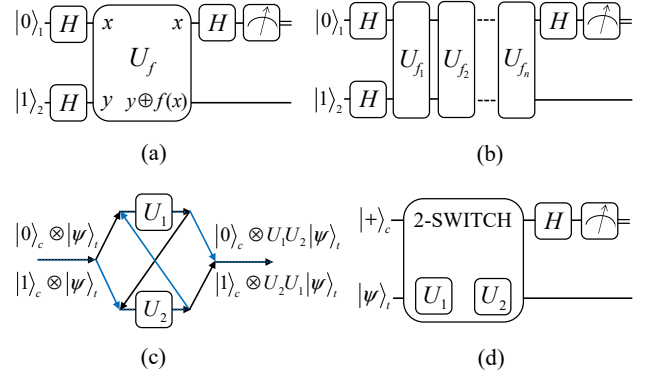 |0⟩₁ H x x H
U_f
|1⟩₂ H y y⊕f(x)
(a)
|0⟩₁ H U_f₁ U_f₂ U_fₙ H
|1⟩₂ H
(b)
|0⟩_c ⊗ |ψ⟩_t U₁ |0⟩_c ⊗ U₁U₂|ψ⟩_t
|1⟩_c ⊗ |ψ⟩_t U₂ |1⟩_c ⊗ U₂U₁|ψ⟩_t
(c)
|+⟩_c 2-SWITCH H
|ψ⟩_t U₁ U₂
(d)